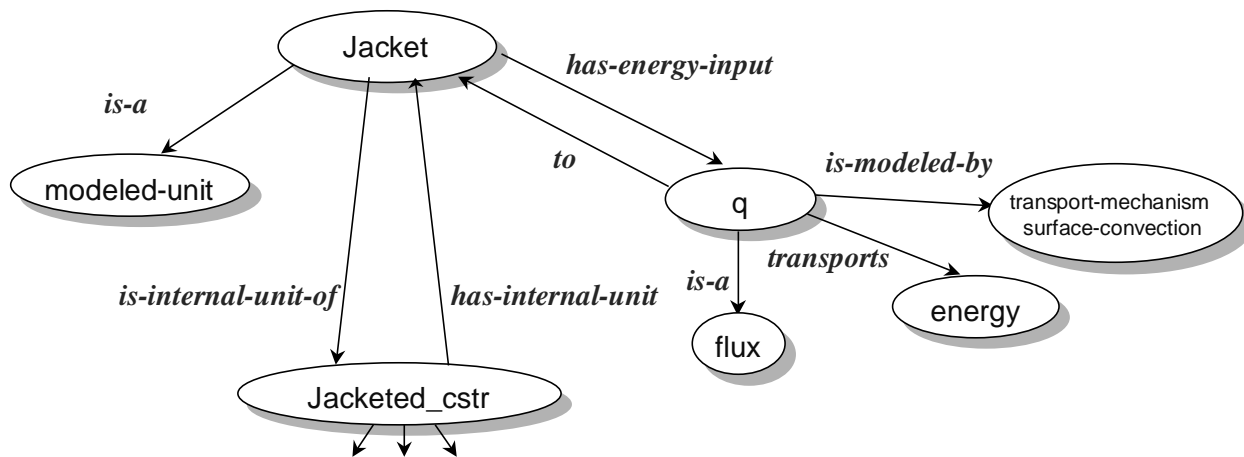 Jacket
has-energy-input
is-a
to
is-modeled-by
modeled-unit
q
transport-mechanism
surface-convection
transports
is-a
is-internal-unit-of
has-internal-unit
energy
flux
Jacketed_cstr